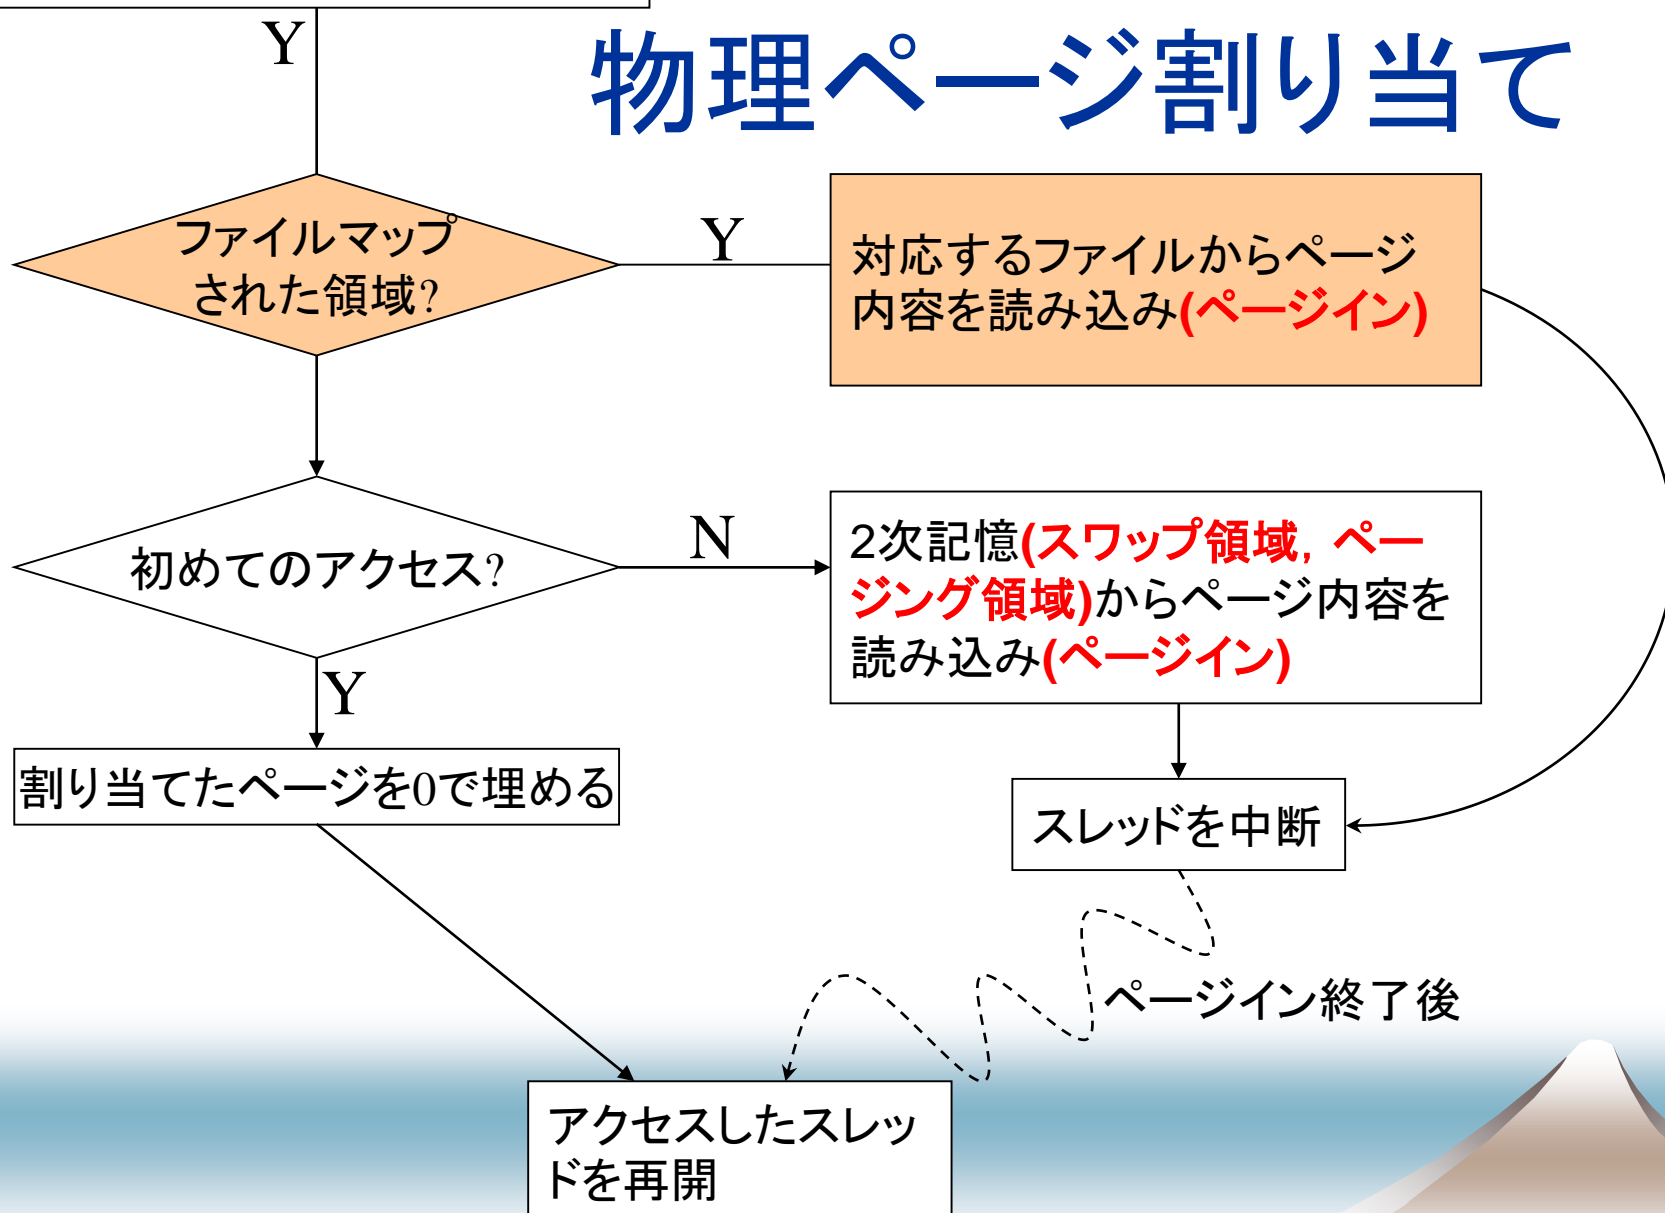 物理ページ割り当て
Y
ファイルマップ
された領域?
Y
対応するファイルからページ
内容を読み込み(ページイン)
初めてのアクセス?
N
2次記憶(スワップ領域, ペー
ジング領域)からページ内容を
読み込み(ページイン)
Y
割り当てたページを0で埋める
スレッドを中断
ページイン終了後
アクセスしたスレッ
ドを再開